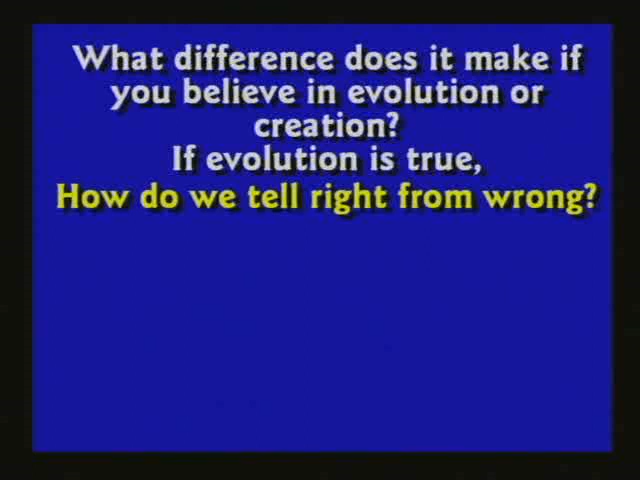 What difference does it make if
you believe in evolution or
creation?
If evolution is true,
How do we tell right from wrong?